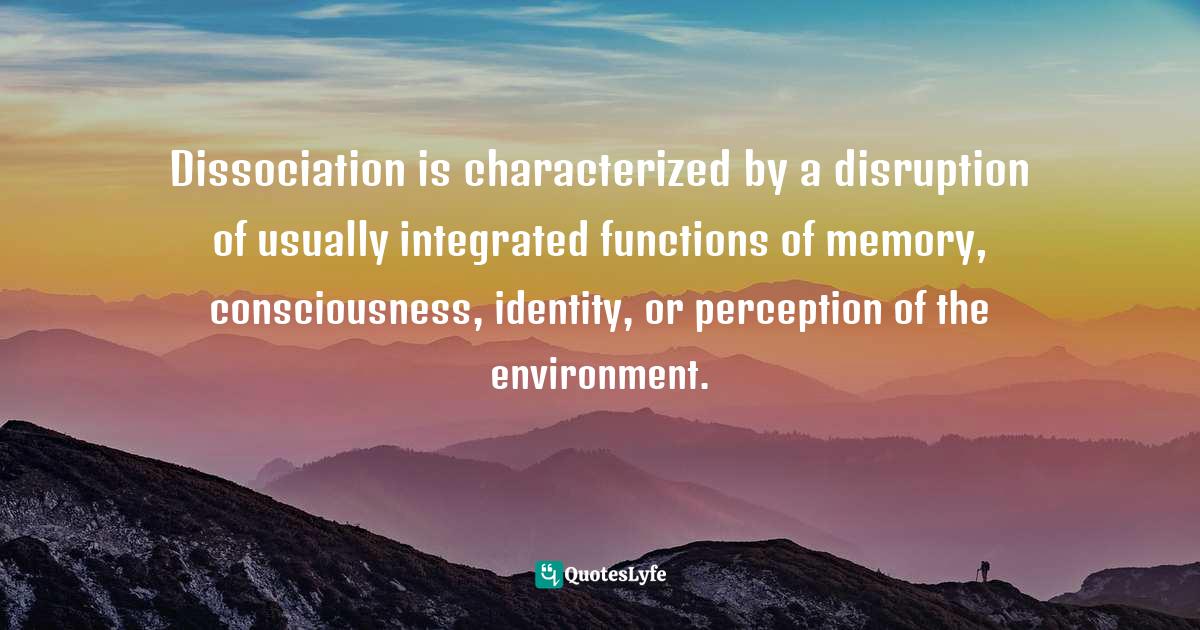 Dissociation is characterized by a disruption
of usually integrated functions of memory,
consciousness, identity, or perception of the
environment.
QuotesLyfe